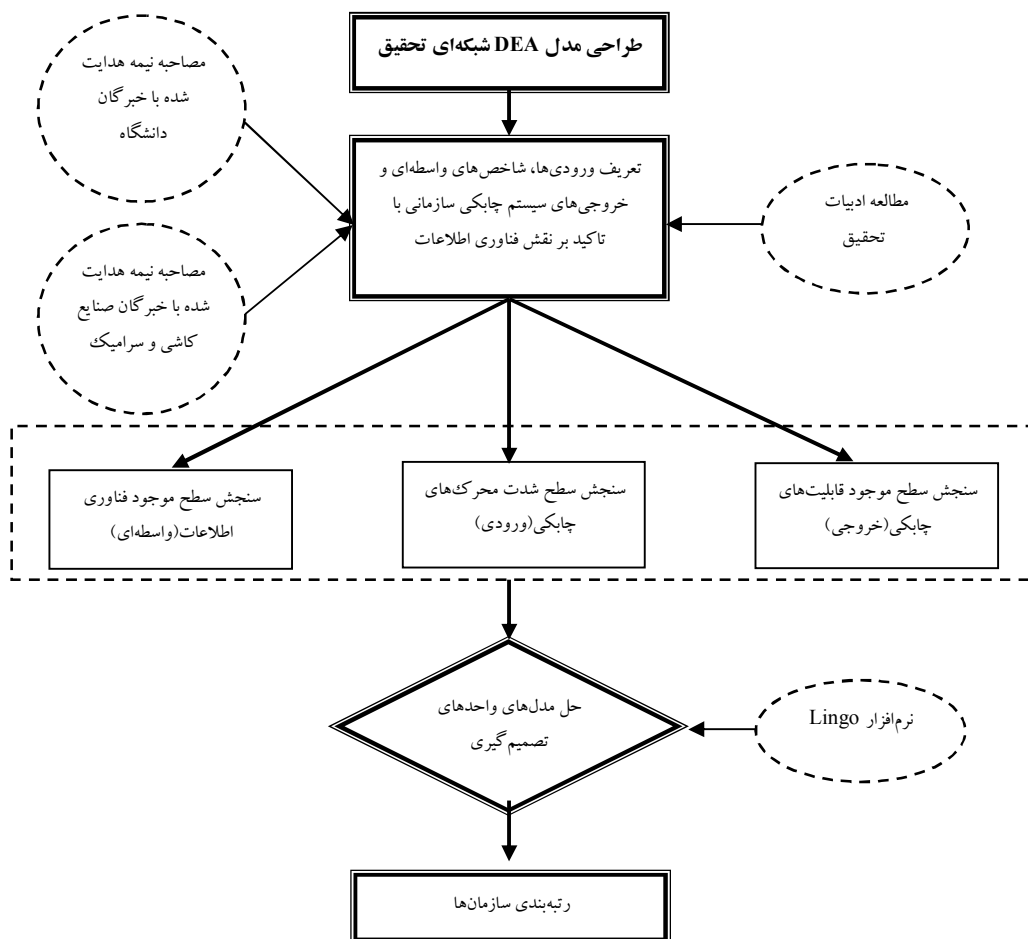 طراحی مدل DEA شبکه‌ای تحقیق
مصاحبه نیمه هدایت
شده با خبرگان
دانشگاه
تعریف ورودی‌ها، شاخص‌های واسطه‌ای و
خروجی‌های سیستم چابکی سازمانی با
تاکید بر نقش فناوری اطلاعات
مطالعه ادبیات
تحقیق
مصاحبه نیمه هدایت
شده با خبرگان صنایع
کاشی و سرامیک
سنجش سطح موجود قابلیت‌های
چابکی(خروجی)
سنجش سطح شدت محرک‌های
چابکی(ورودی)
سنجش سطح موجود فناوری
اطلاعات(واسطه‌ای)
حل مدل‌های واحدهای
تصمیم‌گیری
نرم‌افزار Lingo
رتبه‌بندی سازمان‌ها